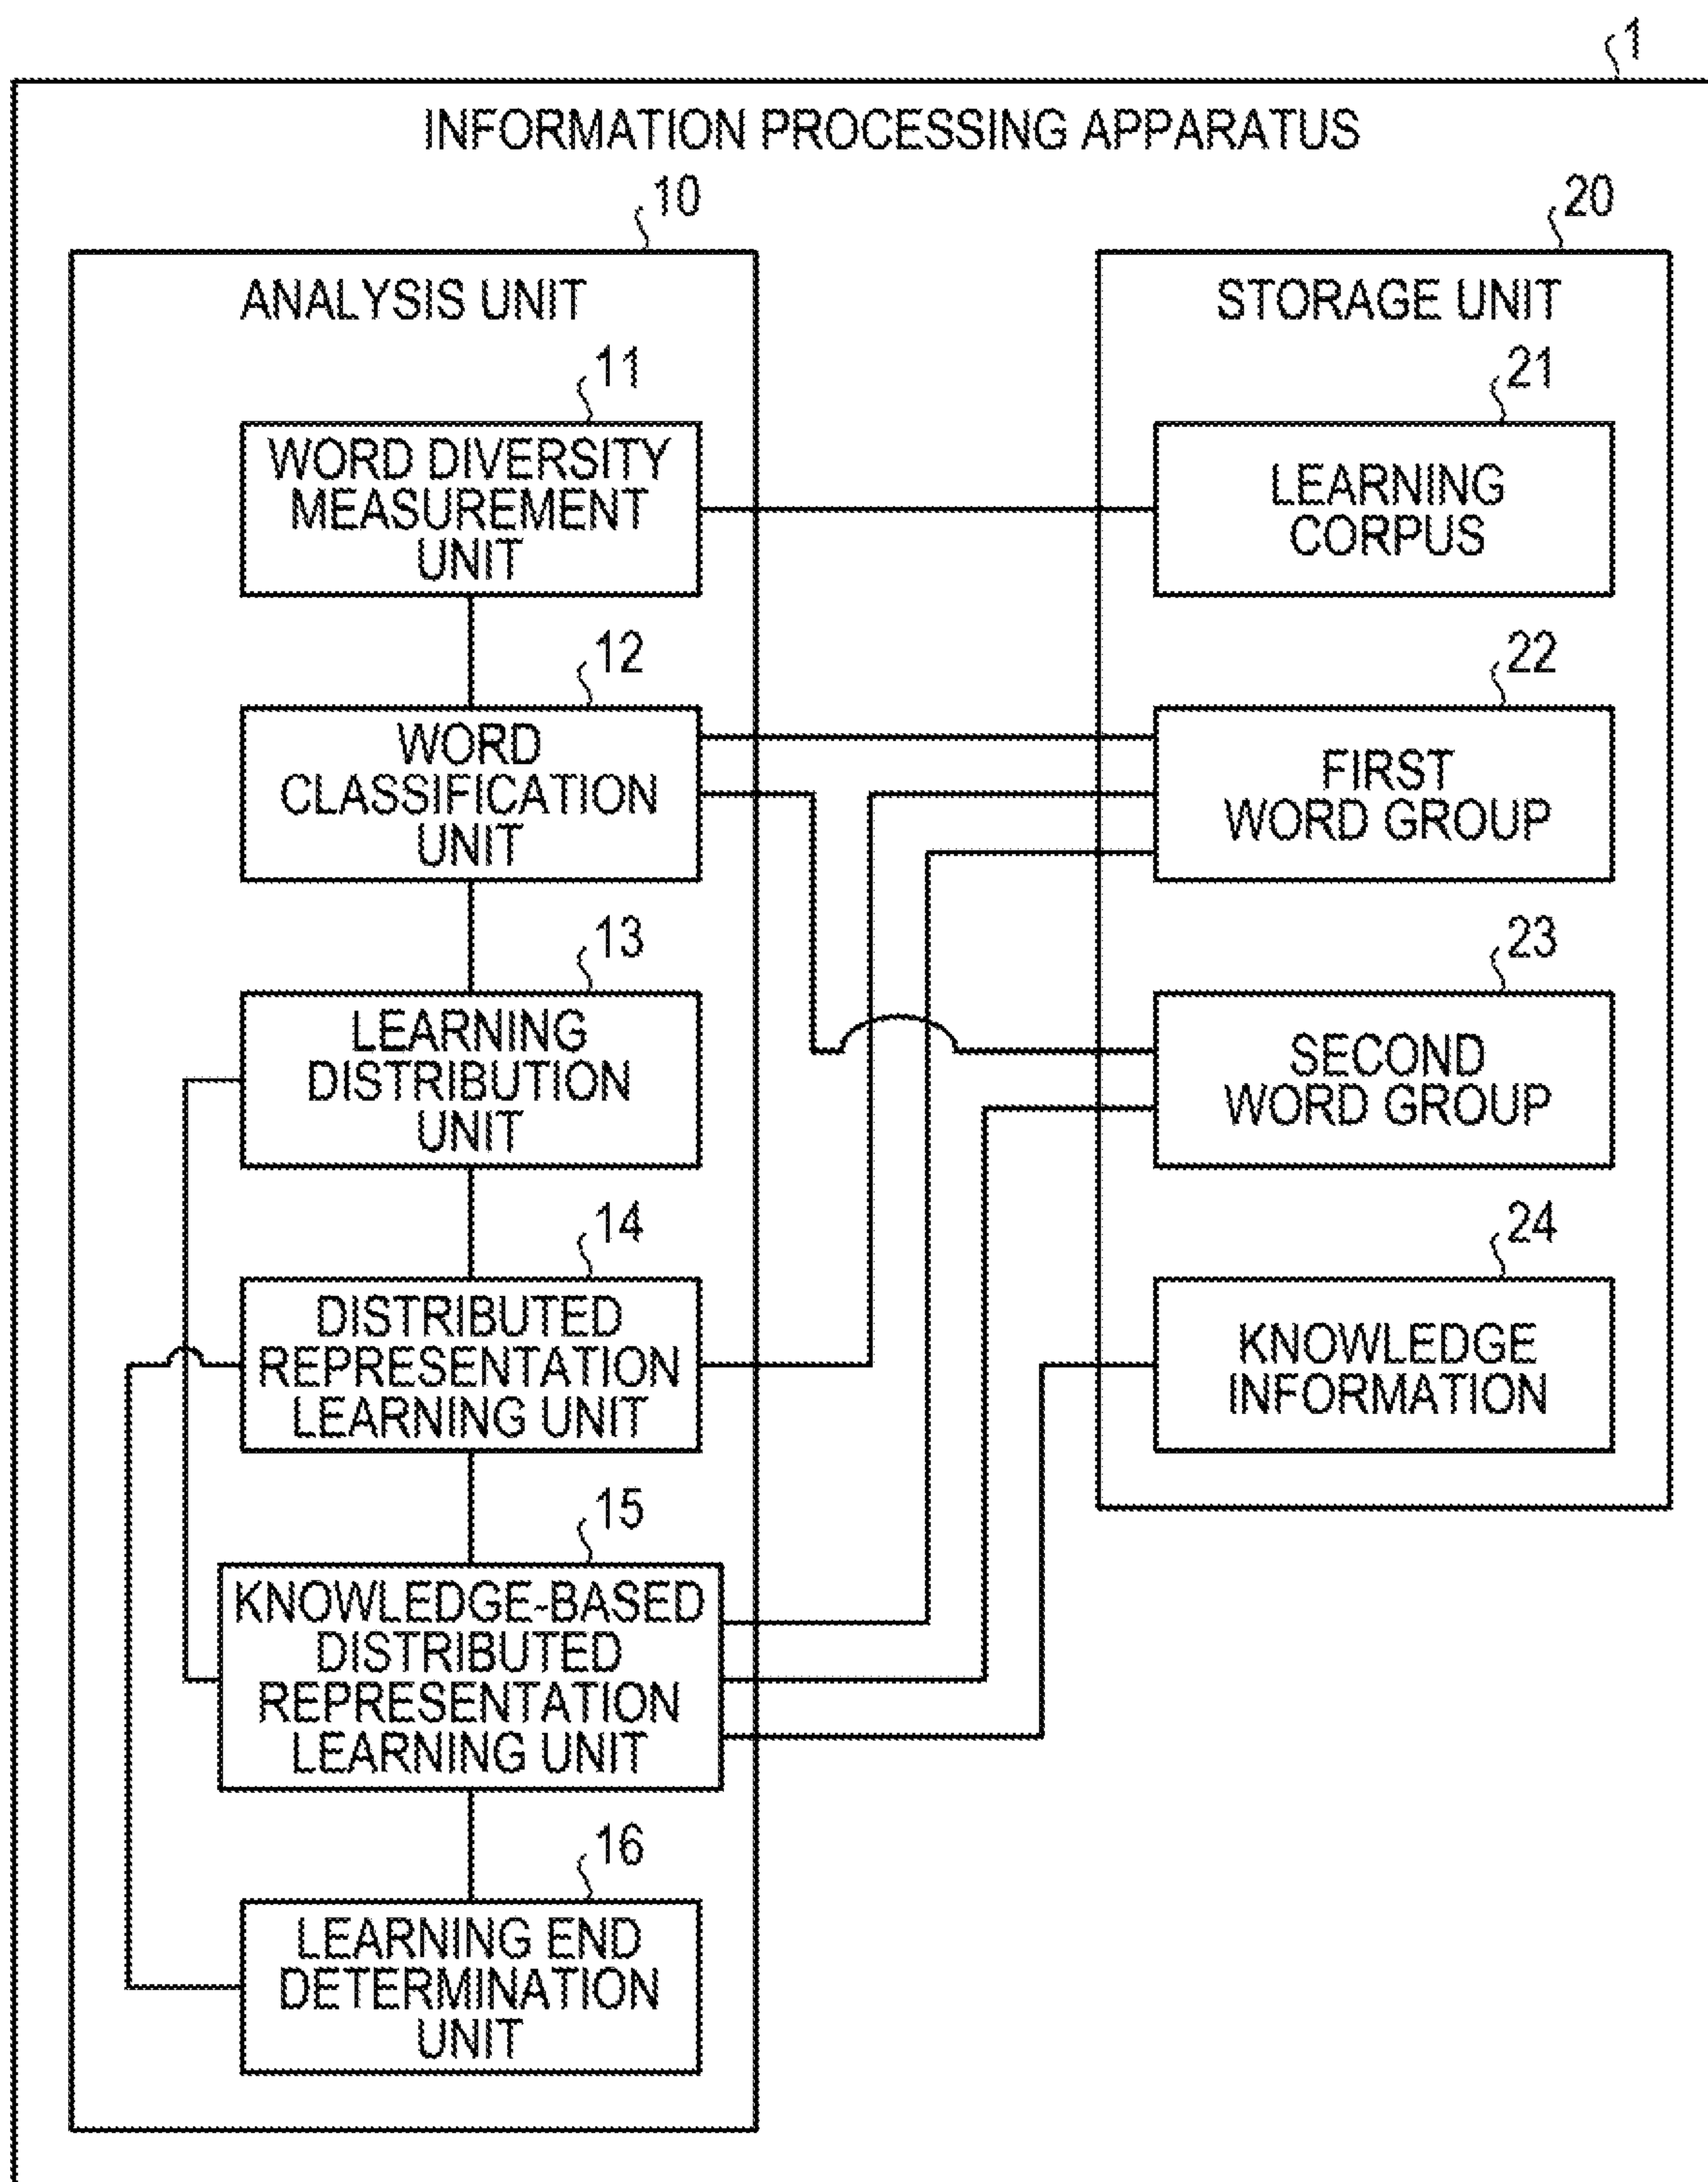 1
INFORMATION PROCESSING APPARATUS
10
ANALYSIS UNIT
11
WORD DIVERSITY
MEASUREMENT
UNIT
12
WORD
CLASSIFICATION
UNIT
13
LEARNING
DISTRIBUTION
UNIT
14
DISTRIBUTED
REPRESENTATION
LEARNING UNIT
15
KNOWLEDGE-BASED
DISTRIBUTED
REPRESENTATION
LEARNING UNIT
16
LEARNING END
DETERMINATION
UNIT
20
STORAGE UNIT
21
LEARNING
CORPUS
22
FIRST
WORD GROUP
23
SECOND
WORD GROUP
24
KNOWLEDGE
INFORMATION